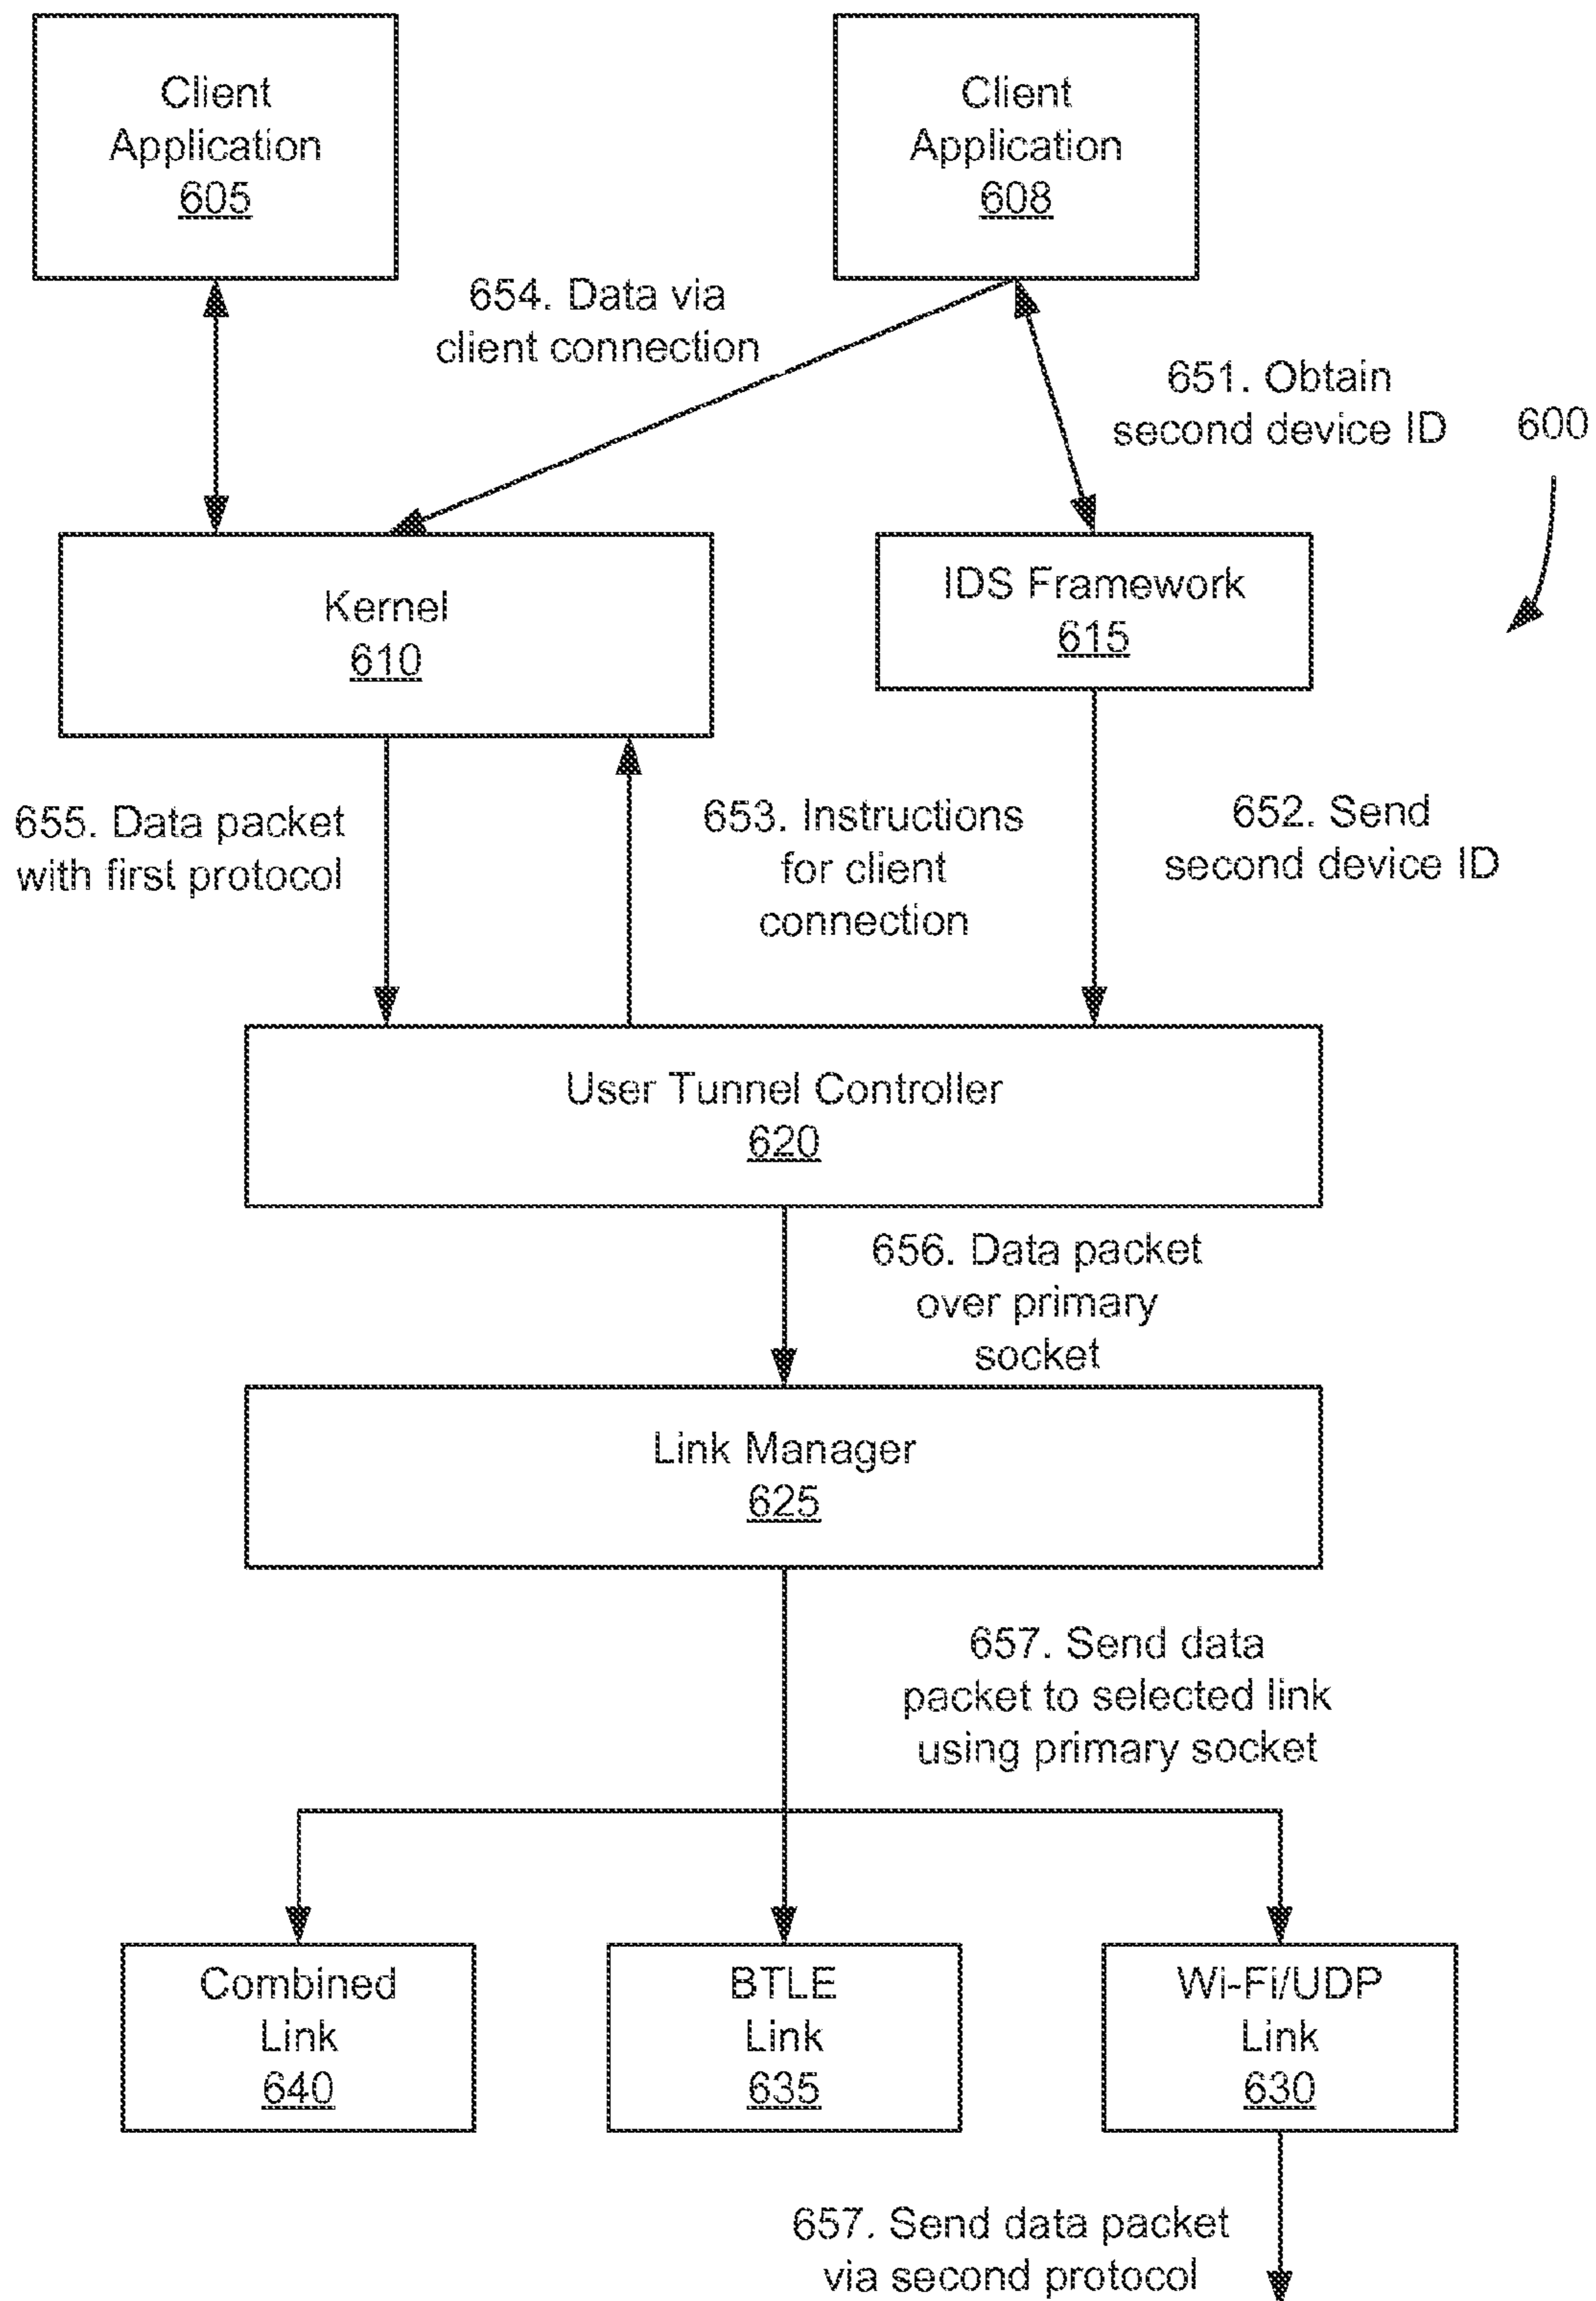 Client
Application
605
Client
Application
608
654. Data via
client connection
651. Obtain
second device ID
600
Kernel
610
IDS Framework
615
655. Data packet
with first protocol
653. Instructions
for client
connection
652. Send
second device ID
User Tunnel Controller
620
656. Data packet
over primary
socket
Link Manager
625
657. Send data
packet to selected link
using primary socket
Combined
Link
640
BTLE
Link
635
Wi-Fi/UDP
Link
630
657. Send data packet
via second protocol